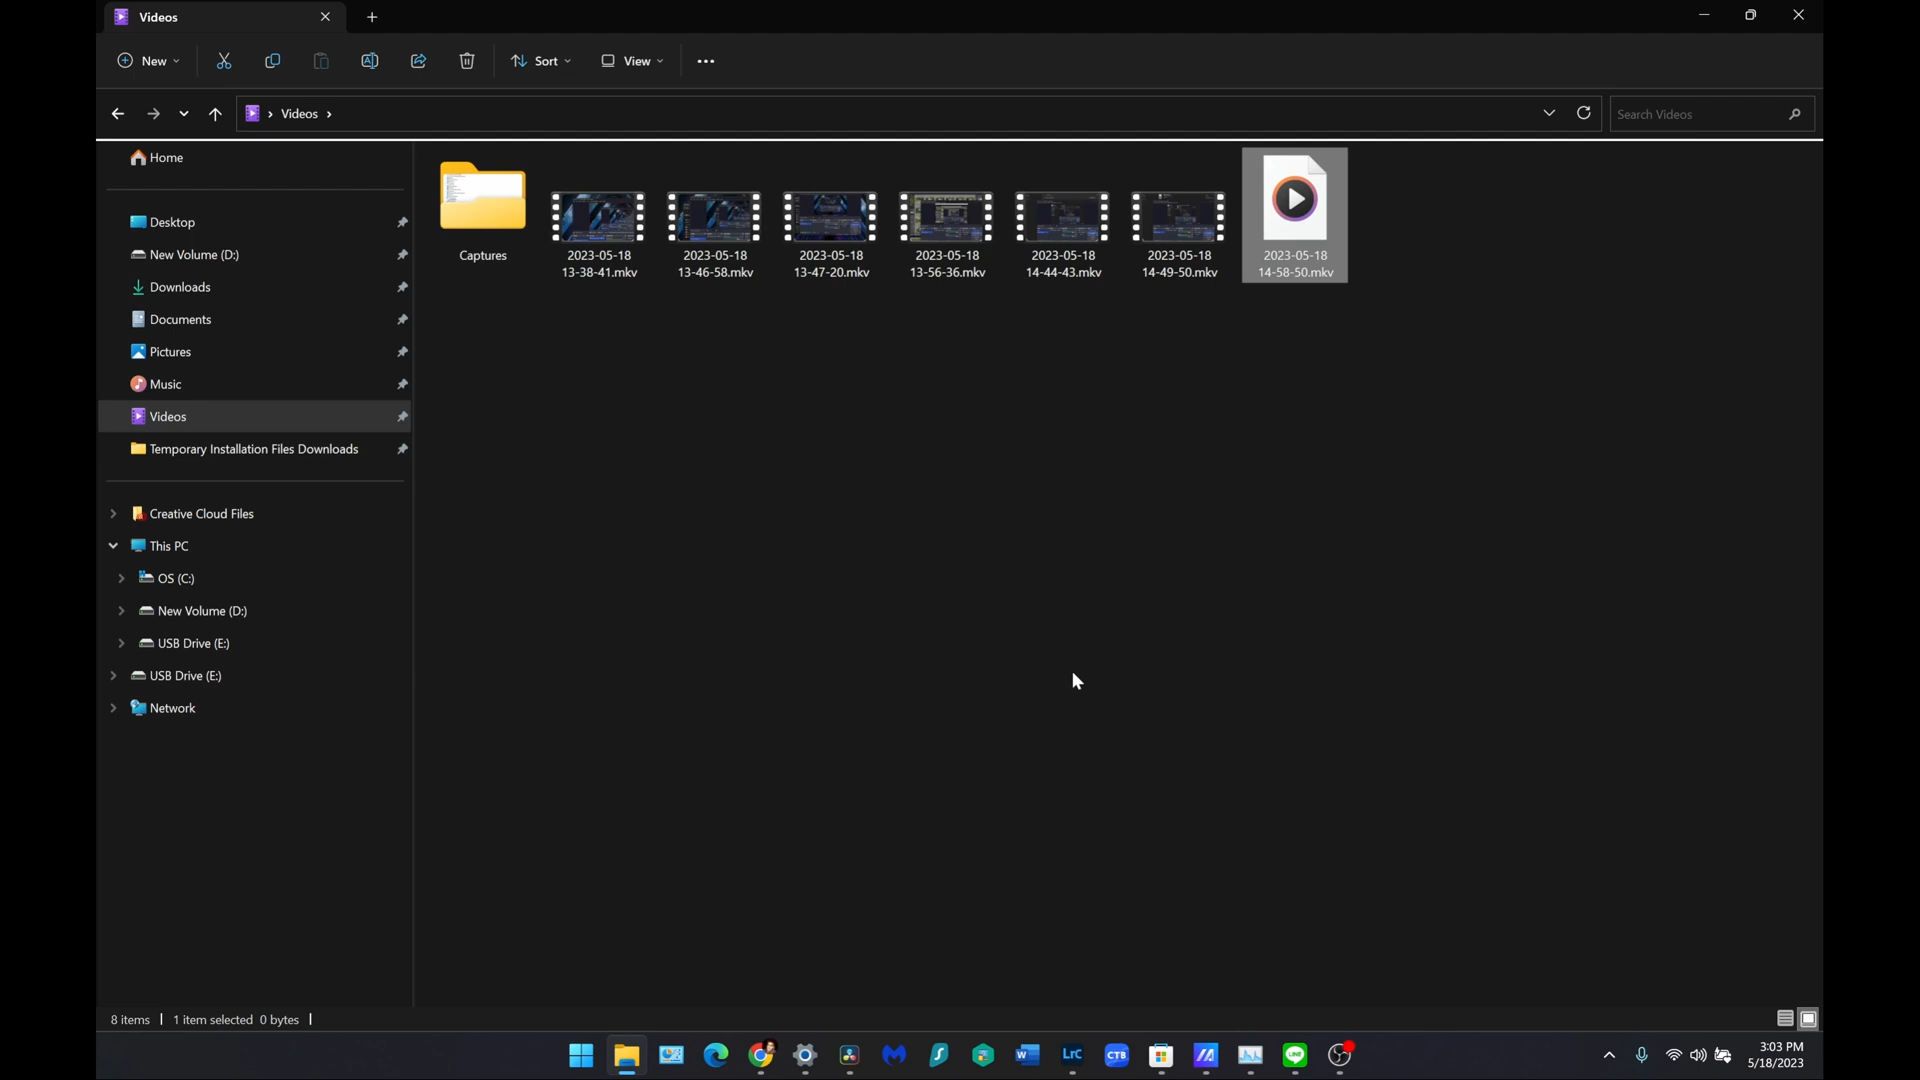 Videos
New
Sort
View
Videos
Search Videos
Home
Desktop
New Volume (D:)
Downloads
Documents
Pictures
Music
Videos
Temporary Installation Files Downloads
Creative Cloud Files
This PC
OS (C:)
New Volume (D:)
USB Drive (E:)
USB Drive (E:)
Network
Captures
2023-05-18
13-38-41.mkv
2023-05-18
13-46-58.mkv
2023-05-18
13-47-20.mkv
2023-05-18
13-56-36.mkv
2023-05-18
14-44-43.mkv
2023-05-18
14-49-50.mkv
2023-05-18
14-58-50.mkv
8 items
1 item selected 0 bytes
W
LrC
CTB
LINE
3:03 PM
5/18/2023